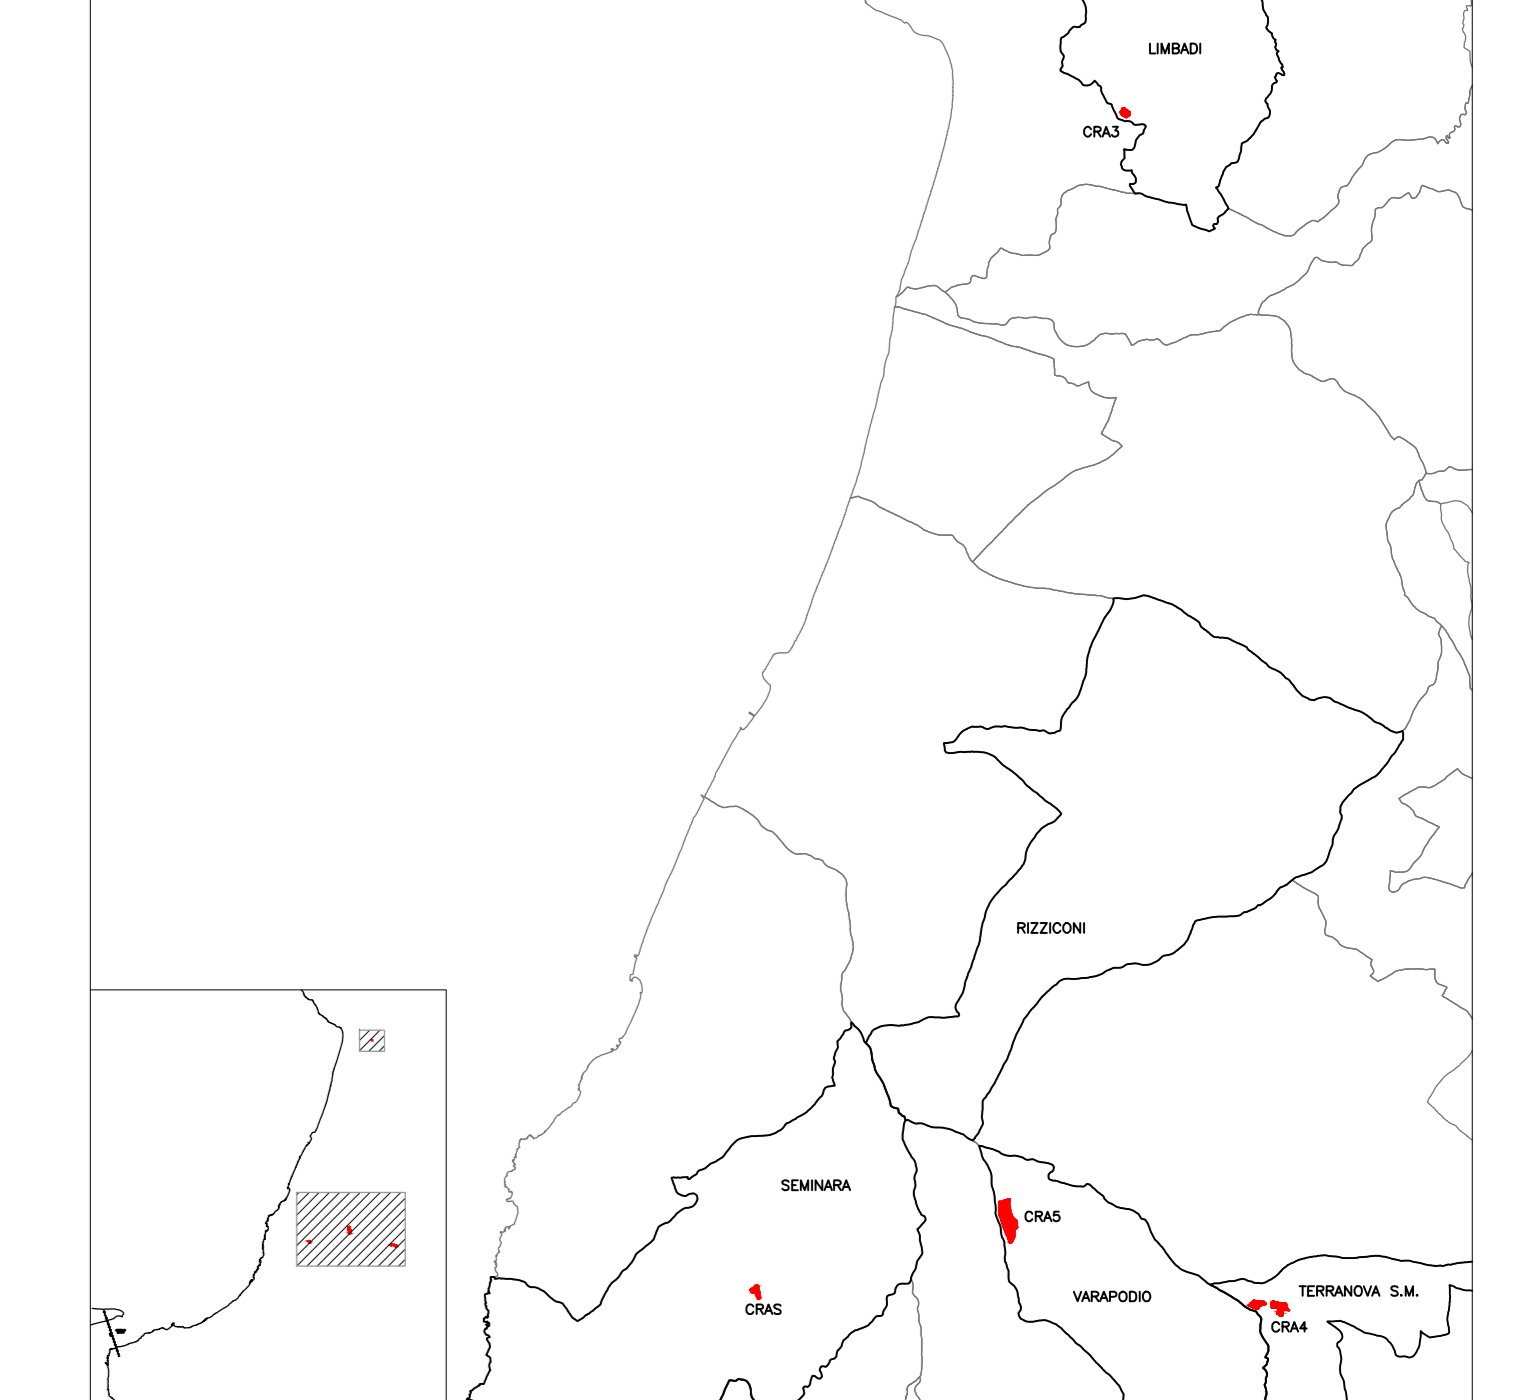 LIMBADI
CRA3
RIZZICONI
SEMINARA
CRA5
CRAS
VARAPODIO
TERRANOVA S.M.
CRA4